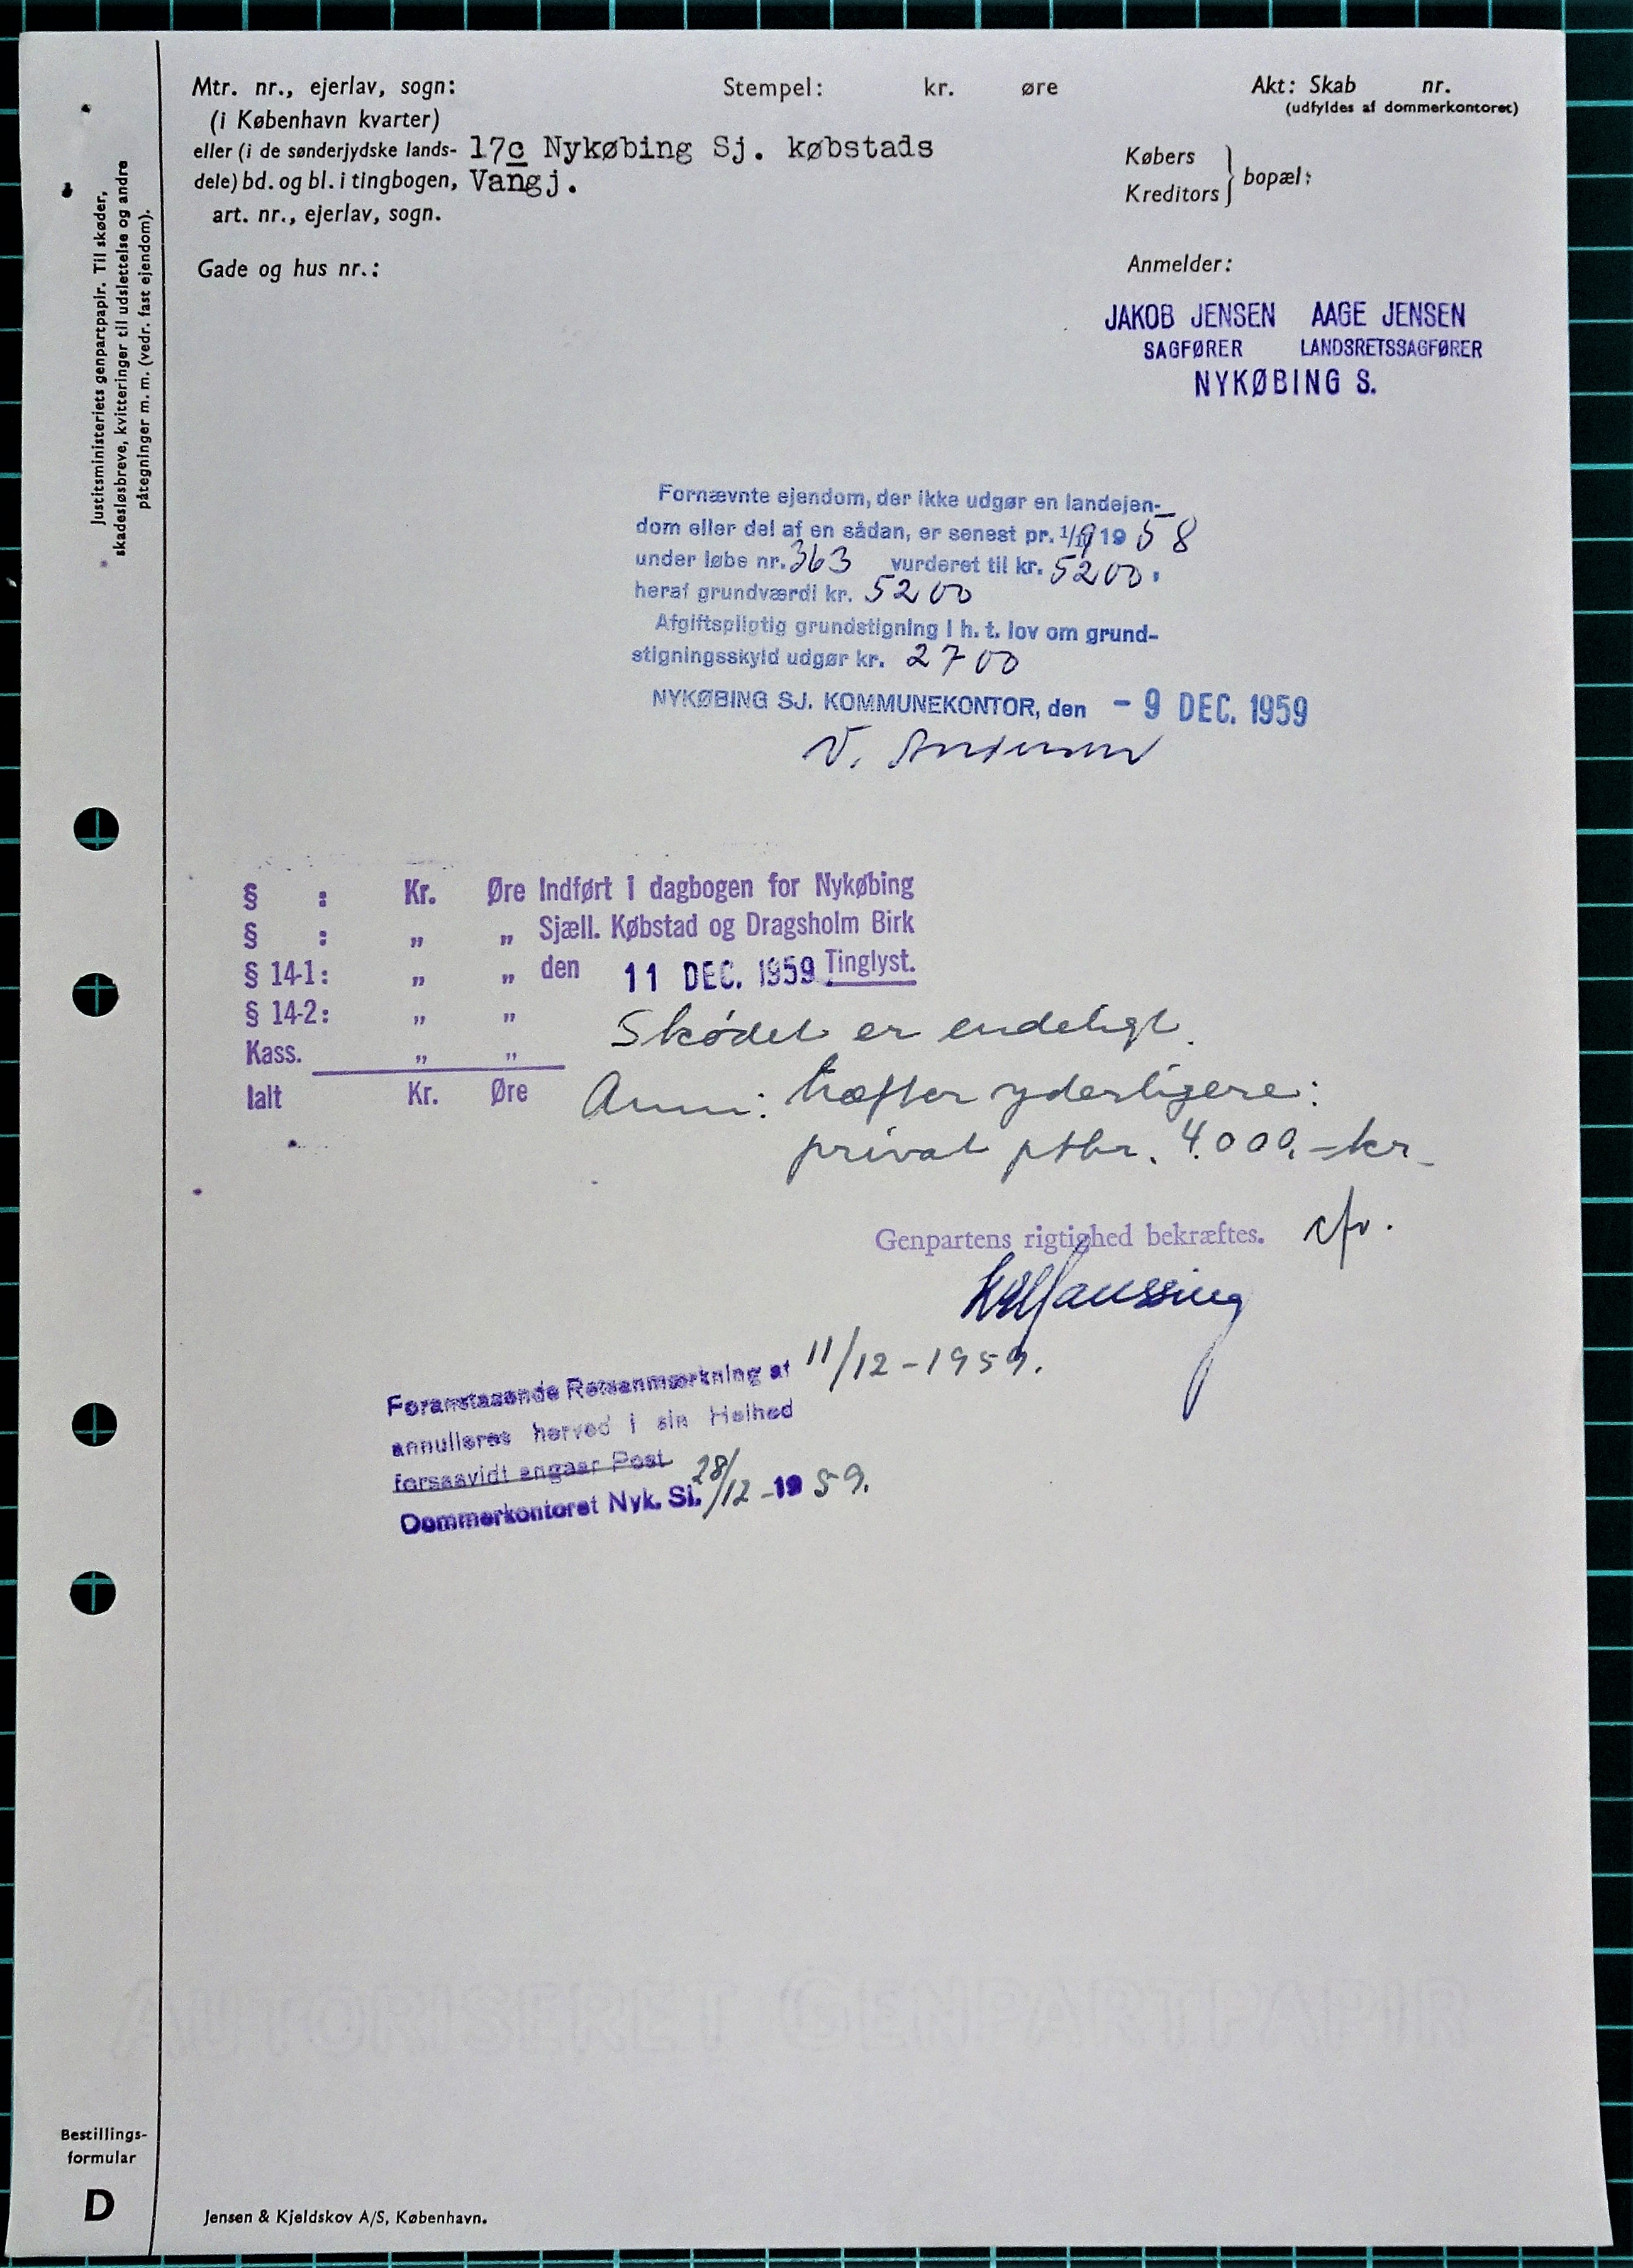 Mtr. nr., ejerlav, sogn:
(i København kvarter)
eller (i de sønderjydske lands-
dele) bd. og bl. i tingbogen,
art. nr., ejerlav, sogn.
17c Nykøbing Sj. købstads
Vangj.
Gade og hus nr.:
Stempel: kr. øre
Akt: Skab nr.
(udfyldes af dommerkontoret)
Købers
Kreditors
bopæl:
Anmelder:
JAKOB JENSEN AAGE JENSEN
SAGFØRER LANDSRETSSAGFØRER
NYKØBING S.
Justitsministeriets genpartpapir. Til skøder,
skadesløsbreve, kvitteringer til udslettelse og andre
påtegninger m. m. (vedr. fast ejendom).
Fornævnte ejendom, der ikke udgør en landejen-
dom eller del af en sådan, er senest pr. 1/9 1958
under løbe nr. 363 vurderet til kr. 5200,
heraf grundværdi kr. 5200
Afgiftspligtig grundstigning i h. t. lov om grund-
stigningsskyld udgør kr. 2700
NYKØBING SJ. KOMMUNEKONTOR, den - 9 DEC. 1959
V. Andersen
§ : Kr. Øre
§ : „ „
§ 14-1: „ „
§ 14-2: „ „
Kass. „ „
Ialt Kr. Øre
Indført i dagbogen for Nykøbing
Sjæll. Købstad og Dragsholm Birk
den 11 DEC. 1959 Tinglyst.
Skødet er endeligt.
Anm: hæfter yderligere:
privat ptbr. 4.000,- kr.
Genpartens rigtighed bekræftes.
Foranstaaende Retsanmærkning af 11/12-1959.
annulleres herved i sin Helhed
forsaavidt angaar Post
Dommerkontoret Nyk. Sj. 28/12-1959.
AUTORISERET GENPARTPAPIR
Bestillings-
formular
D
Jensen & Kjeldskov A/S, København.